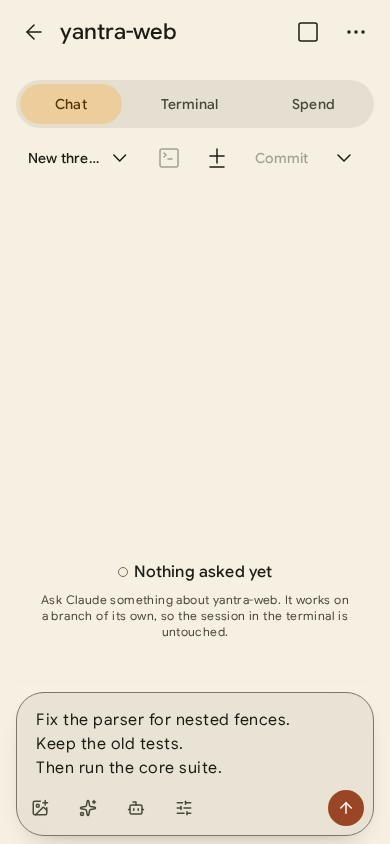 yantra-web
Chat
Terminal
Spend
New thre...
Commit
Nothing asked yet
Ask Claude something about yantra-web. It works on
a branch of its own, so the session in the terminal is
untouched.
Fix the parser for nested fences.
Keep the old tests.
Then run the core suite.